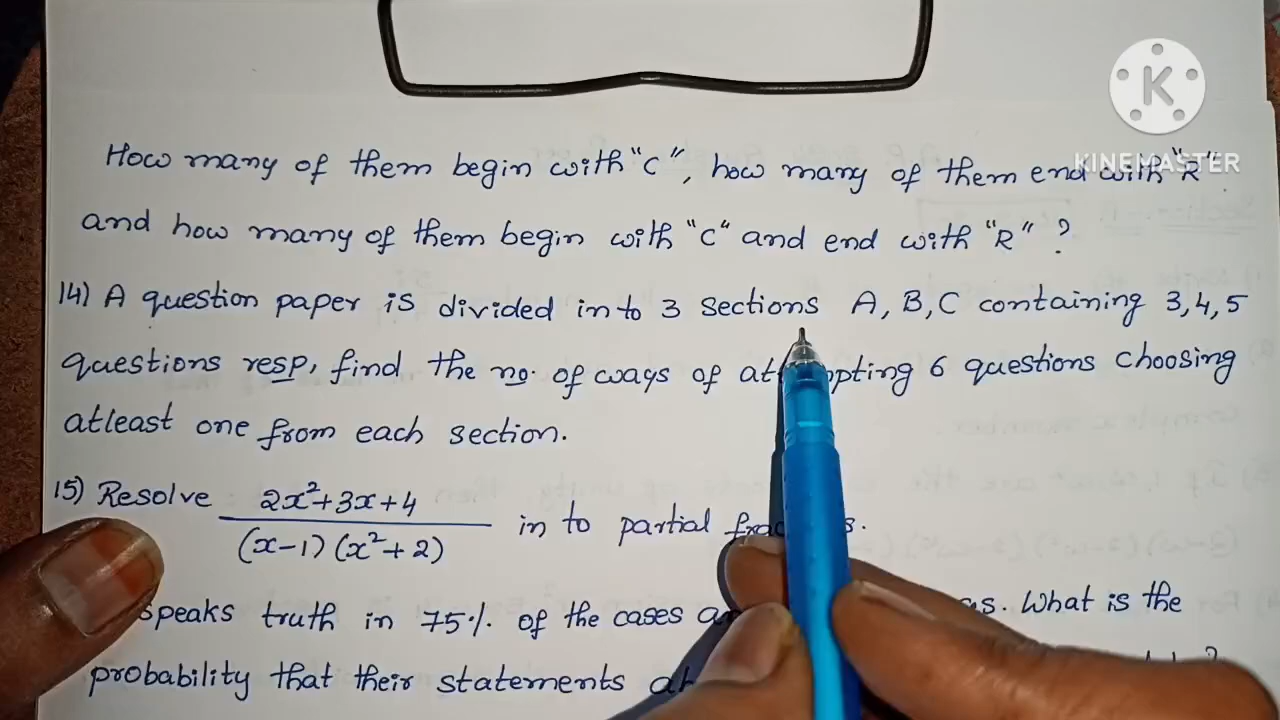 K
KINEMASTER
How many of them begin with "C", how many of them end with "R"
and how many of them begin with "C" and end with "R" ?
14) A question paper is divided in to 3 sections A, B, C containing 3, 4, 5
questions resp, find the no. of ways of attempting 6 questions choosing
atleast one from each section.
15) Resolve 2x²+3x+4 / (x-1) (x²+2) in to partial
speaks truth in 75% of the cases What is the
probability that their statements